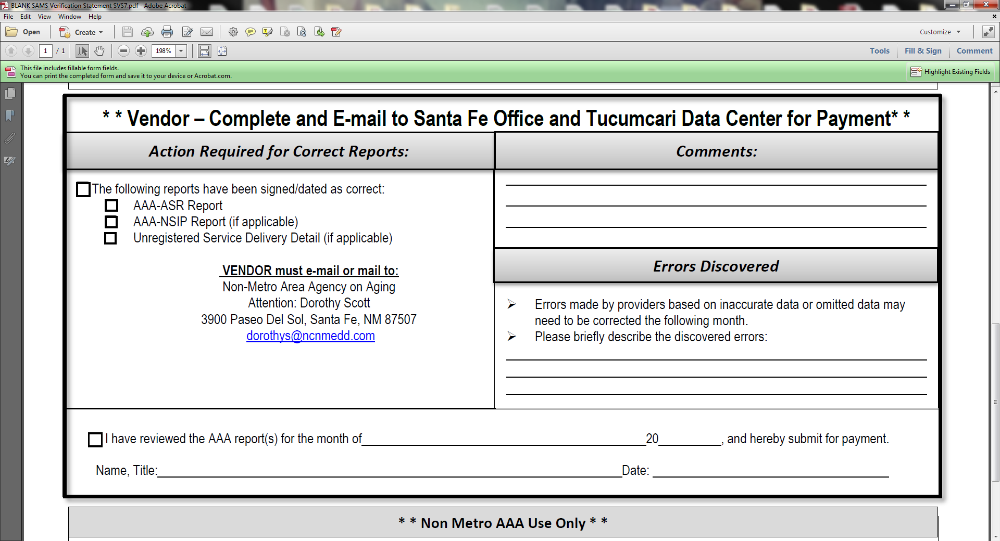 BLANK SAMS Verification Statement SVS7.pdf - Adobe Acrobat
File Edit View Window Help
Open Create Customize
1 / 1 198% Tools Fill & Sign Comment
This file includes fillable form fields.
You can print the completed form and save it to your device or Acrobat.com.
Highlight Existing Fields
* * Vendor – Complete and E-mail to Santa Fe Office and Tucumcari Data Center for Payment* *
Action Required for Correct Reports:
The following reports have been signed/dated as correct:
AAA-ASR Report
AAA-NSIP Report (if applicable)
Unregistered Service Delivery Detail (if applicable)
VENDOR must e-mail or mail to:
Non-Metro Area Agency on Aging
Attention: Dorothy Scott
3900 Paseo Del Sol, Santa Fe, NM 87507
dorothys@ncnmedd.com
Comments:
Errors Discovered
➢ Errors made by providers based on inaccurate data or omitted data may
need to be corrected the following month.
➢ Please briefly describe the discovered errors:
I have reviewed the AAA report(s) for the month of 20 , and hereby submit for payment.
Name, Title: Date:
* * Non Metro AAA Use Only * *